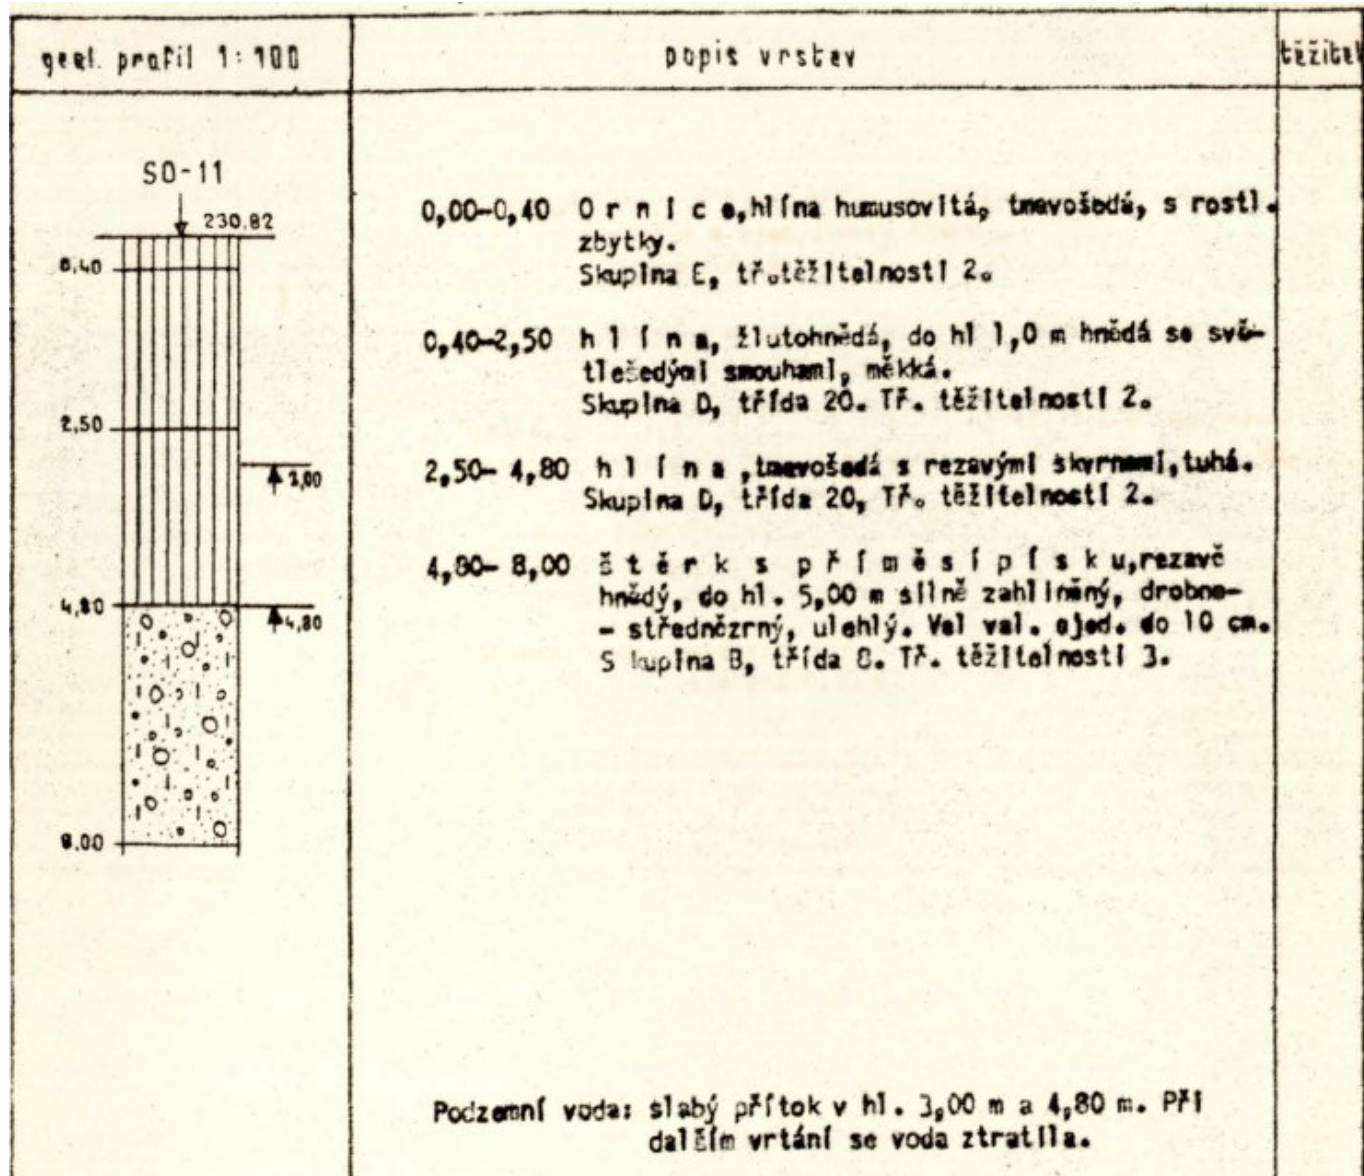 geol. profil 1:100
popis vrstev
těžitel
SO-11
230.82
0,40
2,50
3,00
4,80
4,80
8.00
0,00-0,40 O r n i c e,hlína humusovitá, tmavošedá, s rostl.
zbytky.
Skupina E, tř.těžitelnosti 2.
0,40-2,50 h l í n a, žlutohnědá, do hl 1,0 m hnědá se svě-
tlešedými smouhami, měkká.
Skupina D, třída 20. Tř. těžitelnosti 2.
2,50- 4,80 h l í n a ,tmavošedá s rezavými skvrnami,tuhá.
Skupina D, třída 20, Tř. těžitelnosti 2.
4,80- 8,00 š t ě r k s p ř í m ě s í p í s k u,rezavě
hnědý, do hl. 5,00 m silně zahliněný, drobno-
- střednězrný, ulehlý. Vel val. ojed. do 10 cm.
S kupina B, třída 8. Tř. těžitelnosti 3.
Podzemní voda: slabý přítok v hl. 3,00 m a 4,80 m. Při
dalším vrtání se voda ztratila.